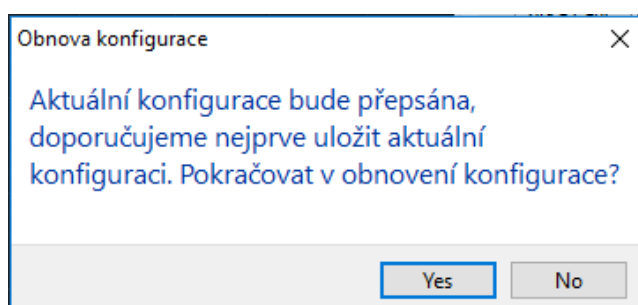 Obnova konfigurace
Aktuální konfigurace bude přepsána,
doporučujeme nejprve uložit aktuální
konfiguraci. Pokračovat v obnovení konfigurace?
Yes No